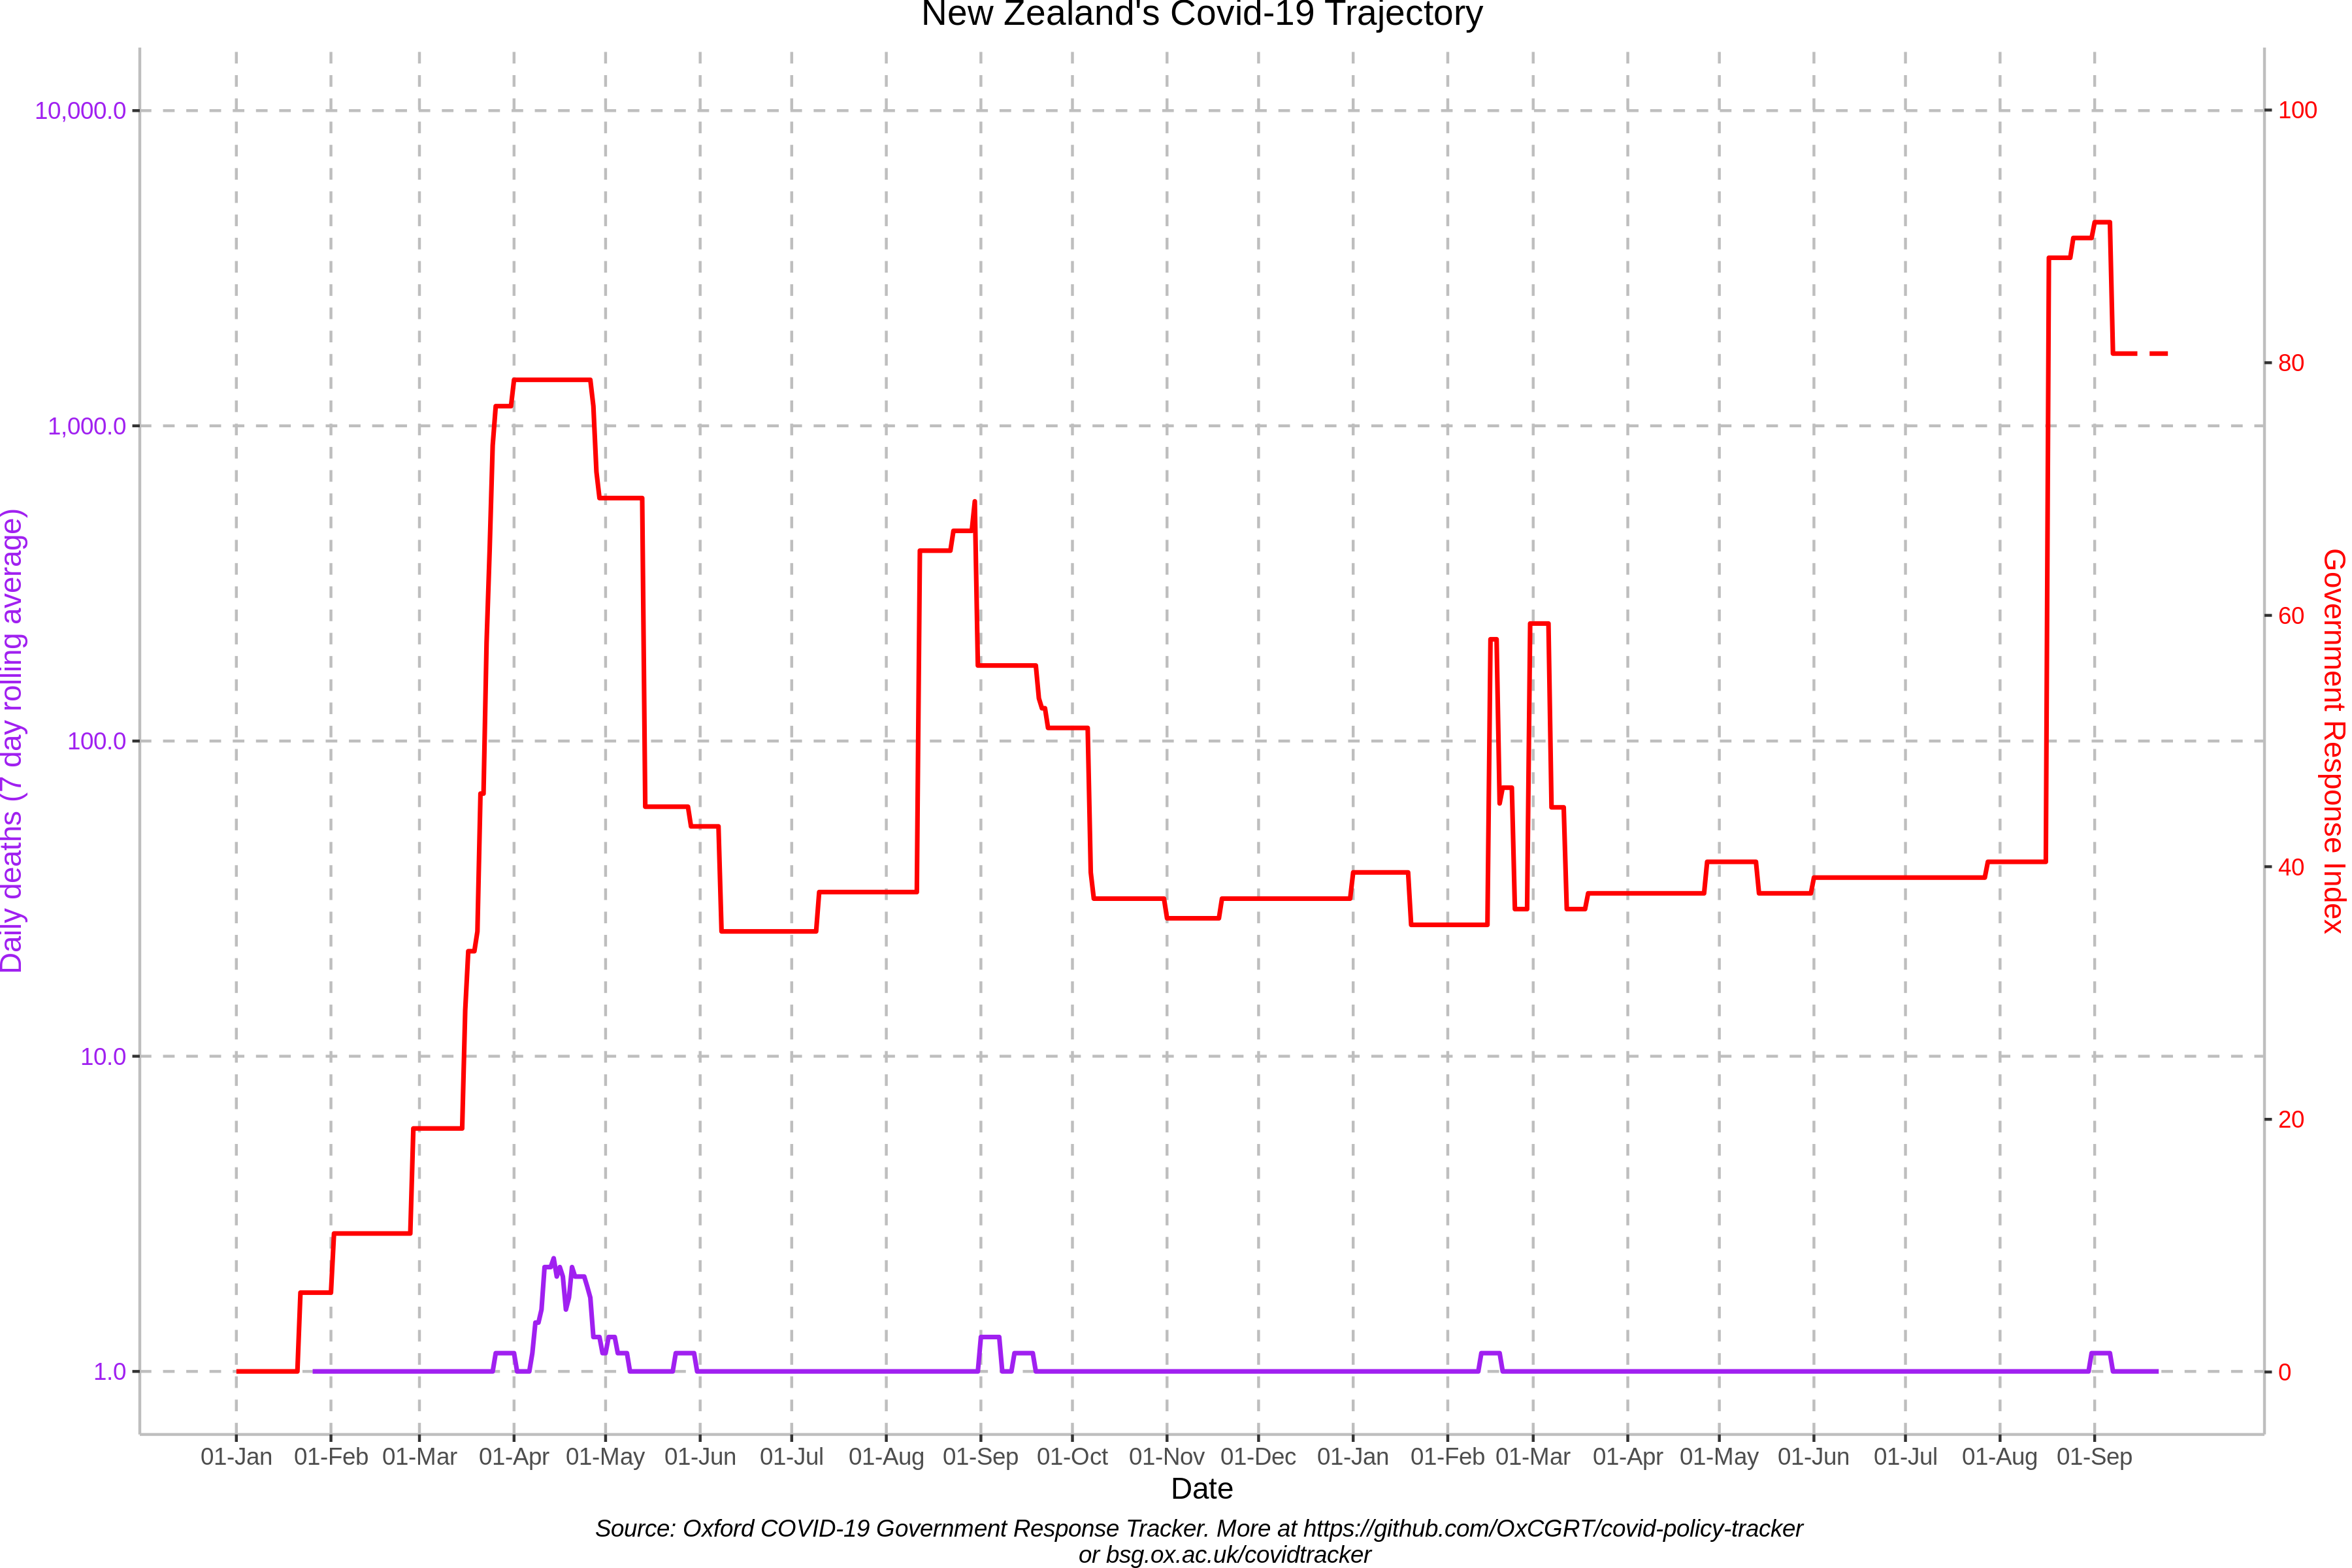 New Zealand's Covid-19 Trajectory
10,000.0
1,000.0
100.0
10.0
1.0
Daily deaths (7 day rolling average)
100
80
60
40
20
0
Government Response Index
01-Jan 01-Feb 01-Mar 01-Apr 01-May 01-Jun 01-Jul 01-Aug 01-Sep 01-Oct 01-Nov 01-Dec 01-Jan 01-Feb 01-Mar 01-Apr 01-May 01-Jun 01-Jul 01-Aug 01-Sep
Date
Source: Oxford COVID-19 Government Response Tracker. More at https://github.com/OxCGRT/covid-policy-tracker
or bsg.ox.ac.uk/covidtracker